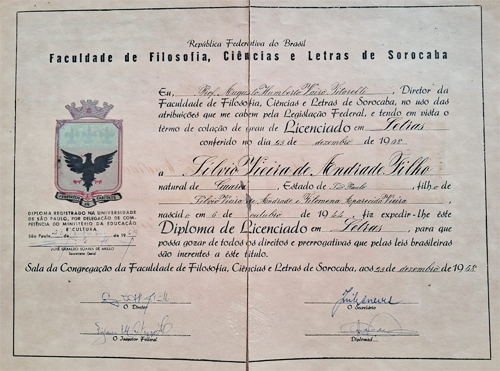 República Federativa do Brasil
Faculdade de Filosofia, Ciências e Letras de Sorocaba
Eu, Prof. Augusto Humberto Vairo Titarelli, Diretor da
Faculdade de Filosofia, Ciências e Letras de Sorocaba, no uso das
atribuições que me cabem pela Legislação Federal, e tendo em vista o
termo de colação de grau de Licenciado em Letras
conferido no dia 23 de dezembro de 1968
a Silvio Vieira de Andrade Filho
natural de Estado de São Paulo, filho de
Silvio Vieira de Andrade e Filomena Aparecida Vieira
nascido a 6 de outubro de 1944 fiz expedir-lhe êste
Diploma de Licenciado em Letras, para que
possa gozar de todos os direitos e prerrogativas que pelas leis brasileiras
são inerentes a êste título.
Sala da Congregação da Faculdade de Filosofia, Ciências e Letras de Sorocaba, aos 23 de dezembro de 1968
DIPLOMA REGISTRADO NA UNIVERSIDADE
DE SÃO PAULO, POR DELEGAÇÃO DE COM-
PETÊNCIA DO MINISTÉRIO DA EDUCAÇÃO
E CULTURA
São Paulo,
JOSÉ GERALDO SOARES DE MELLO
Secretário Geral
O Diretor
O Secretário
O Inspetor Federal
Diplomado